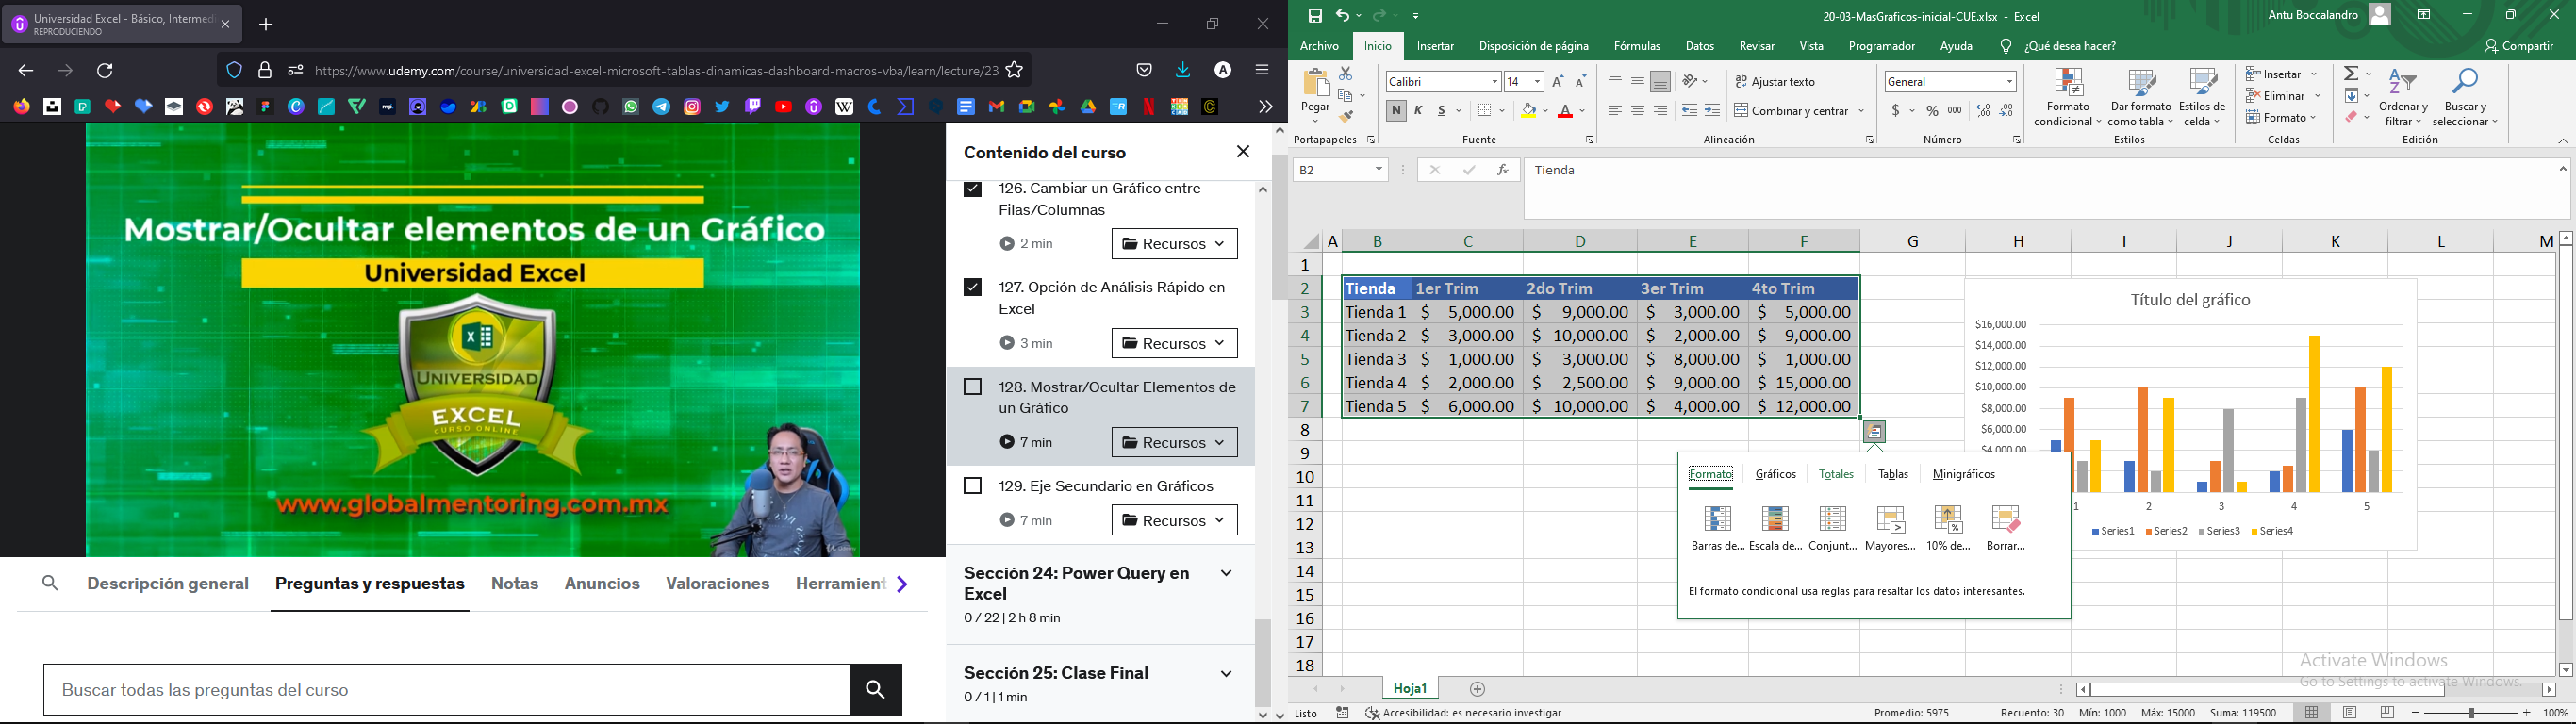 Universidad Excel - Básico, Intermed
REPRODUCIENDO
https://www.udemy.com/course/universidad-excel-microsoft-tablas-dinamicas-dashboard-macros-vba/learn/lecture/23
Mostrar/Ocultar elementos de un Gráfico
Universidad Excel
UNIVERSIDAD
EXCEL
CURSO ONLINE
www.globalmentoring.com.mx
Descripción general
Preguntas y respuestas
Notas
Anuncios
Valoraciones
Herramient
Buscar todas las preguntas del curso
Contenido del curso
126. Cambiar un Gráfico entre
Filas/Columnas
2 min
Recursos
127. Opción de Análisis Rápido en
Excel
3 min
Recursos
128. Mostrar/Ocultar Elementos de
un Gráfico
7 min
Recursos
129. Eje Secundario en Gráficos
7 min
Recursos
Sección 24: Power Query en
Excel
0 / 22 | 2 h 8 min
Sección 25: Clase Final
0 / 1 | 1 min
20-03-MasGraficos-inicial-CUE.xlsx - Excel
Antu Boccalandro
Archivo Inicio Insertar Disposición de página Fórmulas Datos Revisar Vista Programador Ayuda ¿Qué desea hacer? Compartir
Pegar
Portapapeles
Calibri 14
N K S
Fuente
Ajustar texto
Combinar y centrar
Alineación
General
$ % 000
Número
Formato
condicional
Dar formato
como tabla
Estilos de
celda
Estilos
Insertar
Eliminar
Formato
Celdas
Ordenar y
filtrar
Buscar y
seleccionar
Edición
B2
fx
Tienda
A B C D E F G H I J K L M
1
2 Tienda 1er Trim 2do Trim 3er Trim 4to Trim
3 Tienda 1 $ 5,000.00 $ 9,000.00 $ 3,000.00 $ 5,000.00
4 Tienda 2 $ 3,000.00 $ 10,000.00 $ 2,000.00 $ 9,000.00
5 Tienda 3 $ 1,000.00 $ 3,000.00 $ 8,000.00 $ 1,000.00
6 Tienda 4 $ 2,000.00 $ 2,500.00 $ 9,000.00 $ 15,000.00
7 Tienda 5 $ 6,000.00 $ 10,000.00 $ 4,000.00 $ 12,000.00
8
9
10
11
12
13
14
15
16
17
18
Título del gráfico
$16,000.00
$14,000.00
$12,000.00
$10,000.00
$8,000.00
$6,000.00
$4,000.00
1 2 3 4 5
Series1 Series2 Series3 Series4
Formato Gráficos Totales Tablas Minigráficos
Barras de... Escala de... Conjunt... Mayores... 10% de... Borrar...
El formato condicional usa reglas para resaltar los datos interesantes.
Activate Windows
Go to Settings to activate Windows.
Hoja1
Listo
Accesibilidad: es necesario investigar
Promedio: 5975 Recuento: 30 Mín: 1000 Máx: 15000 Suma: 119500
100%